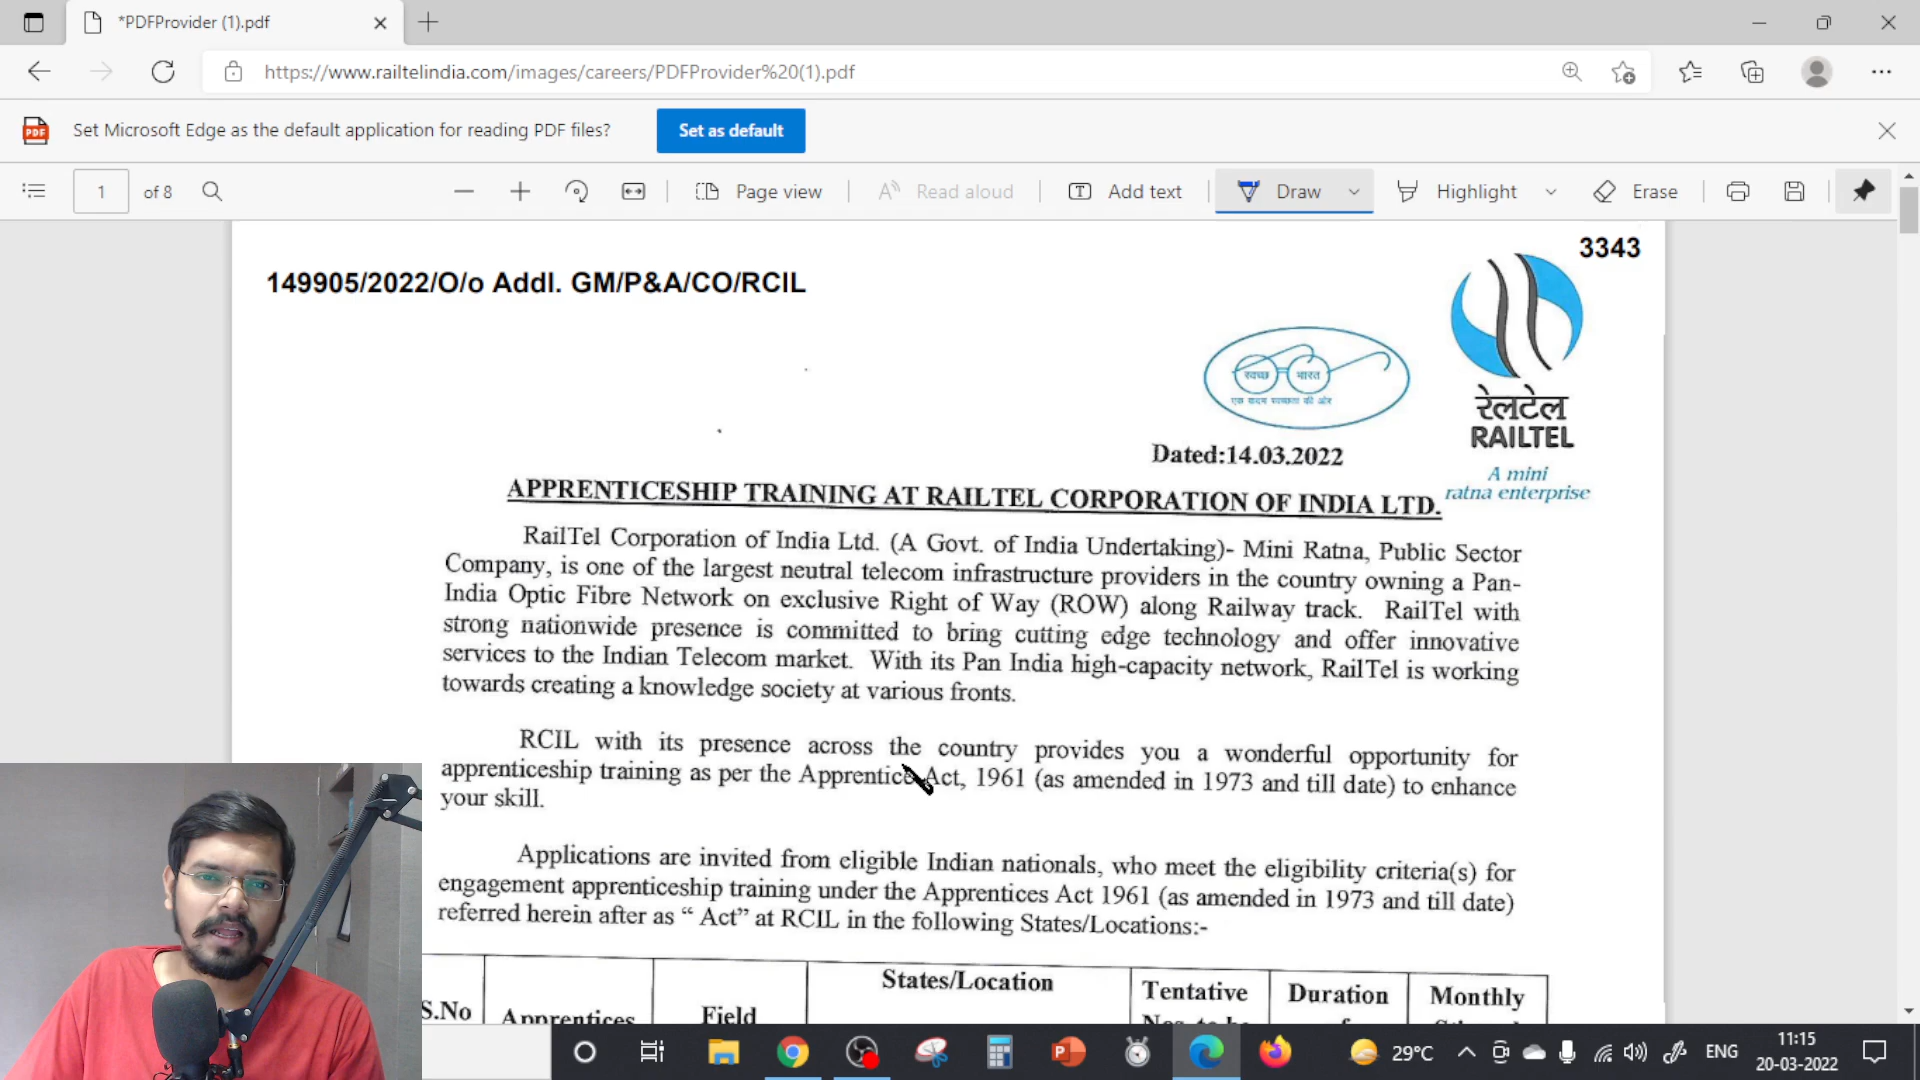 *PDFProvider (1).pdf
https://www.railtelindia.com/images/careers/PDFProvider%20(1).pdf
PDF
Set Microsoft Edge as the default application for reading PDF files?
Set as default
1 of 8
Page view
Read aloud
Add text
Draw
Highlight
Erase
3343
149905/2022/O/o Addl. GM/P&A/CO/RCIL
स्वच्छ भारत
एक कदम स्वच्छता की ओर
रेलटेल
RAILTEL
A mini
ratna enterprise
Dated:14.03.2022
APPRENTICESHIP TRAINING AT RAILTEL CORPORATION OF INDIA LTD.
RailTel Corporation of India Ltd. (A Govt. of India Undertaking)- Mini Ratna, Public Sector
Company, is one of the largest neutral telecom infrastructure providers in the country owning a Pan-
India Optic Fibre Network on exclusive Right of Way (ROW) along Railway track. RailTel with
strong nationwide presence is committed to bring cutting edge technology and offer innovative
services to the Indian Telecom market. With its Pan India high-capacity network, RailTel is working
towards creating a knowledge society at various fronts.
RCIL with its presence across the country provides you a wonderful opportunity for
apprenticeship training as per the Apprentice Act, 1961 (as amended in 1973 and till date) to enhance
your skill.
Applications are invited from eligible Indian nationals, who meet the eligibility criteria(s) for
engagement apprenticeship training under the Apprentices Act 1961 (as amended in 1973 and till date)
referred herein after as “ Act” at RCIL in the following States/Locations:-
S.No
Apprentices
Field
States/Location
Tentative
Duration
Monthly
29°C
ENG
11:15
20-03-2022